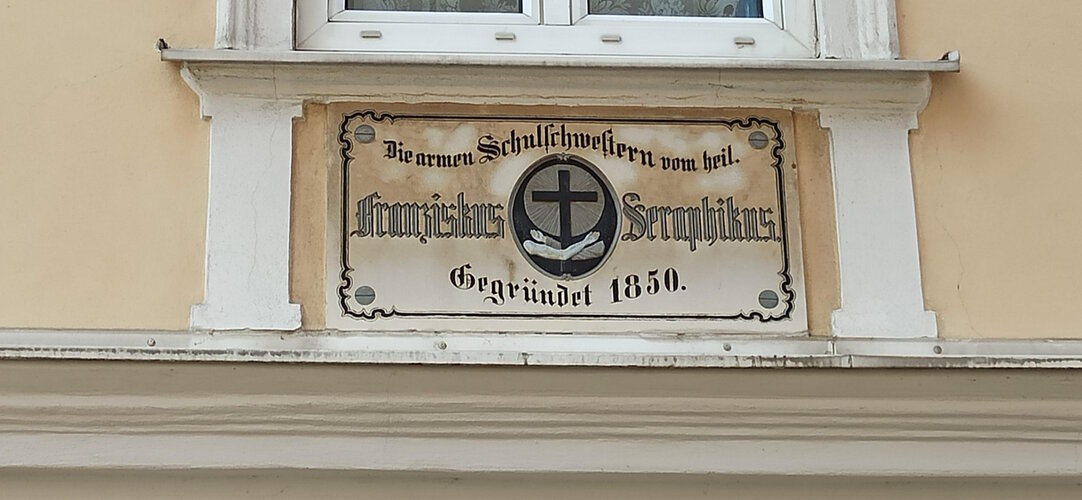 Die armen Schulschwestern vom heil.
Franziskus Seraphikus.
Gegründet 1850.